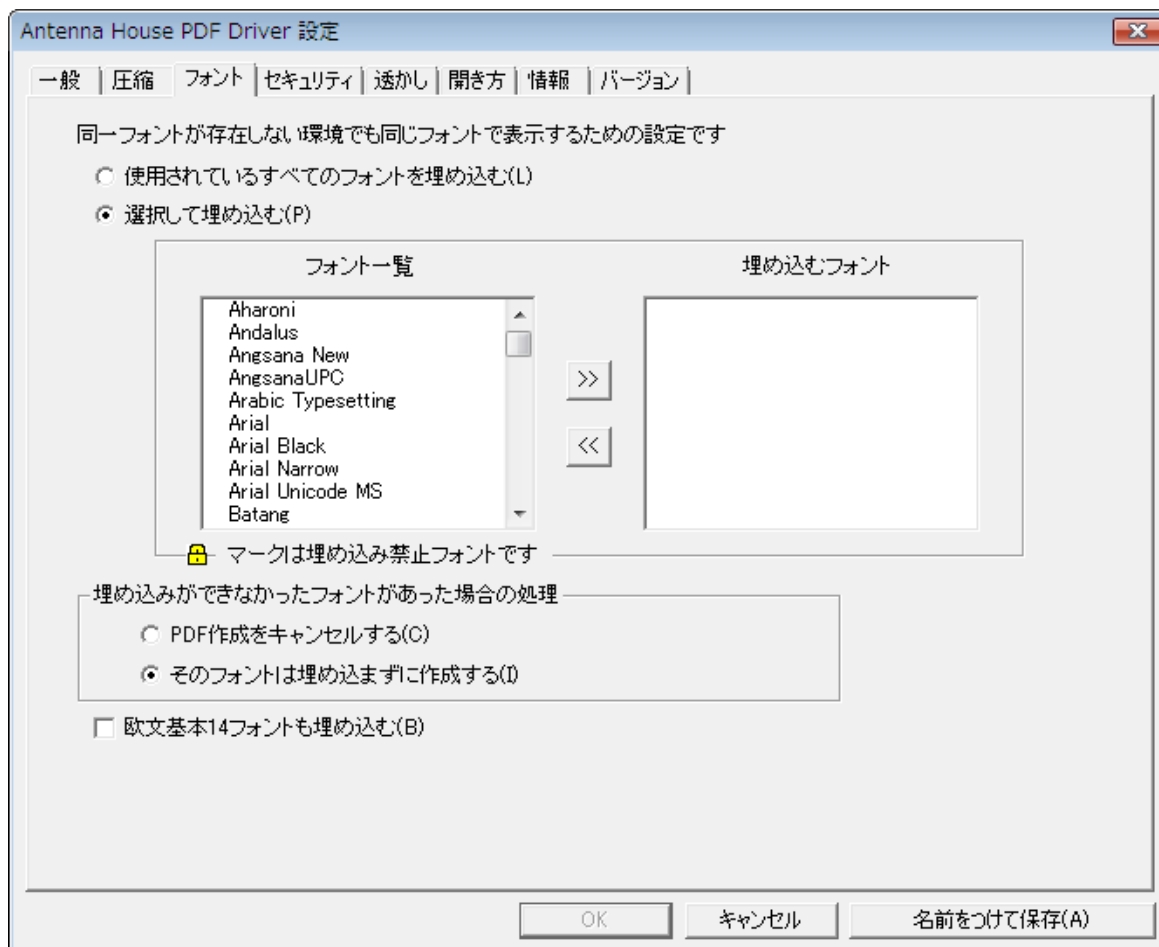 Antenna House PDF Driver 設定
一般 圧縮 フォント セキュリティ 透かし 開き方 情報 バージョン
同一フォントが存在しない環境でも同じフォントで表示するための設定です
使用されているすべてのフォントを埋め込む(L)
選択して埋め込む(P)
フォント一覧
埋め込むフォント
Aharoni
Andalus
Angsana New
AngsanaUPC
Arabic Typesetting
Arial
Arial Black
Arial Narrow
Arial Unicode MS
Batang
>>
<<
マークは埋め込み禁止フォントです
埋め込みができなかったフォントがあった場合の処理
PDF作成をキャンセルする(C)
そのフォントは埋め込まずに作成する(I)
欧文基本14フォントも埋め込む(B)
OK キャンセル 名前をつけて保存(A)